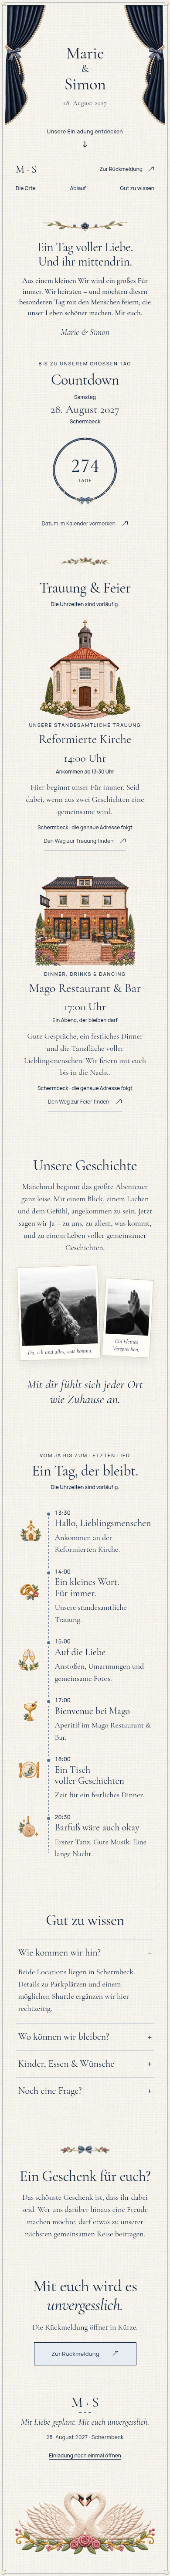 Marie
&
Simon
28. August 2027
Unsere Einladung entdecken
↓
M · S
Zur Rückmeldung ↗
Die Orte Ablauf Gut zu wissen
Ein Tag voller Liebe.
Und ihr mittendrin.
Aus einem kleinen Wir wird ein großes Für
immer. Wir heiraten – und möchten diesen
besonderen Tag mit den Menschen feiern, die
unser Leben schöner machen. Mit euch.
Marie & Simon
BIS ZU UNSEREM GROSSEN TAG
Countdown
Samstag
28. August 2027
Schermbeck
274
TAGE
Datum im Kalender vormerken ↗
Trauung & Feier
Die Uhrzeiten sind vorläufig.
UNSERE STANDESAMTLICHE TRAUUNG
Reformierte Kirche
14:00 Uhr
Ankommen ab 13:30 Uhr
Hier beginnt unser Für immer. Seid
dabei, wenn aus zwei Geschichten eine
gemeinsame wird.
Schermbeck · die genaue Adresse folgt
Den Weg zur Trauung finden ↗
DINNER, DRINKS & DANCING
Mago Restaurant & Bar
17:00 Uhr
Ein Abend, der bleiben darf
Gute Gespräche, ein festliches Dinner
und die Tanzfläche voller
Lieblingsmenschen. Wir feiern mit euch
bis in die Nacht.
Schermbeck · die genaue Adresse folgt
Den Weg zur Feier finden ↗
Unsere Geschichte
Manchmal beginnt das größte Abenteuer
ganz leise. Mit einem Blick, einem Lachen
und dem Gefühl, angekommen zu sein. Jetzt
sagen wir Ja – zu uns, zu allem, was kommt,
und zu einem Leben voller gemeinsamer
Geschichten.
Du, ich und alles, was kommt.
Ein kleines
Versprechen.
Mit dir fühlt sich jeder Ort
wie Zuhause an.
VOM JA BIS ZUM LETZTEN LIED
Ein Tag, der bleibt.
Die Uhrzeiten sind vorläufig.
13:30
Hallo, Lieblingsmenschen
Ankommen an der
Reformierten Kirche.
14:00
Ein kleines Wort.
Für immer.
Unsere standesamtliche
Trauung.
15:00
Auf die Liebe
Anstoßen, Umarmungen und
gemeinsame Fotos.
17:00
Bienvenue bei Mago
Aperitif im Mago Restaurant &
Bar.
18:00
Ein Tisch
voller Geschichten
Zeit für ein festliches Dinner.
20:30
Barfuß wäre auch okay
Erster Tanz. Gute Musik. Eine
lange Nacht.
Gut zu wissen
Wie kommen wir hin? −
Beide Locations liegen in Schermbeck.
Details zu Parkplätzen und einem
möglichen Shuttle ergänzen wir hier
rechtzeitig.
Wo können wir bleiben? +
Kinder, Essen & Wünsche +
Noch eine Frage? +
Ein Geschenk für euch?
Das schönste Geschenk ist, dass ihr dabei
seid. Wer uns darüber hinaus eine Freude
machen möchte, darf etwas zu unserer
nächsten gemeinsamen Reise beitragen.
Mit euch wird es
unvergesslich.
Die Rückmeldung öffnet in Kürze.
Zur Rückmeldung ↗
M · S
Mit Liebe geplant. Mit euch unvergesslich.
28. August 2027 · Schermbeck
Einladung noch einmal öffnen